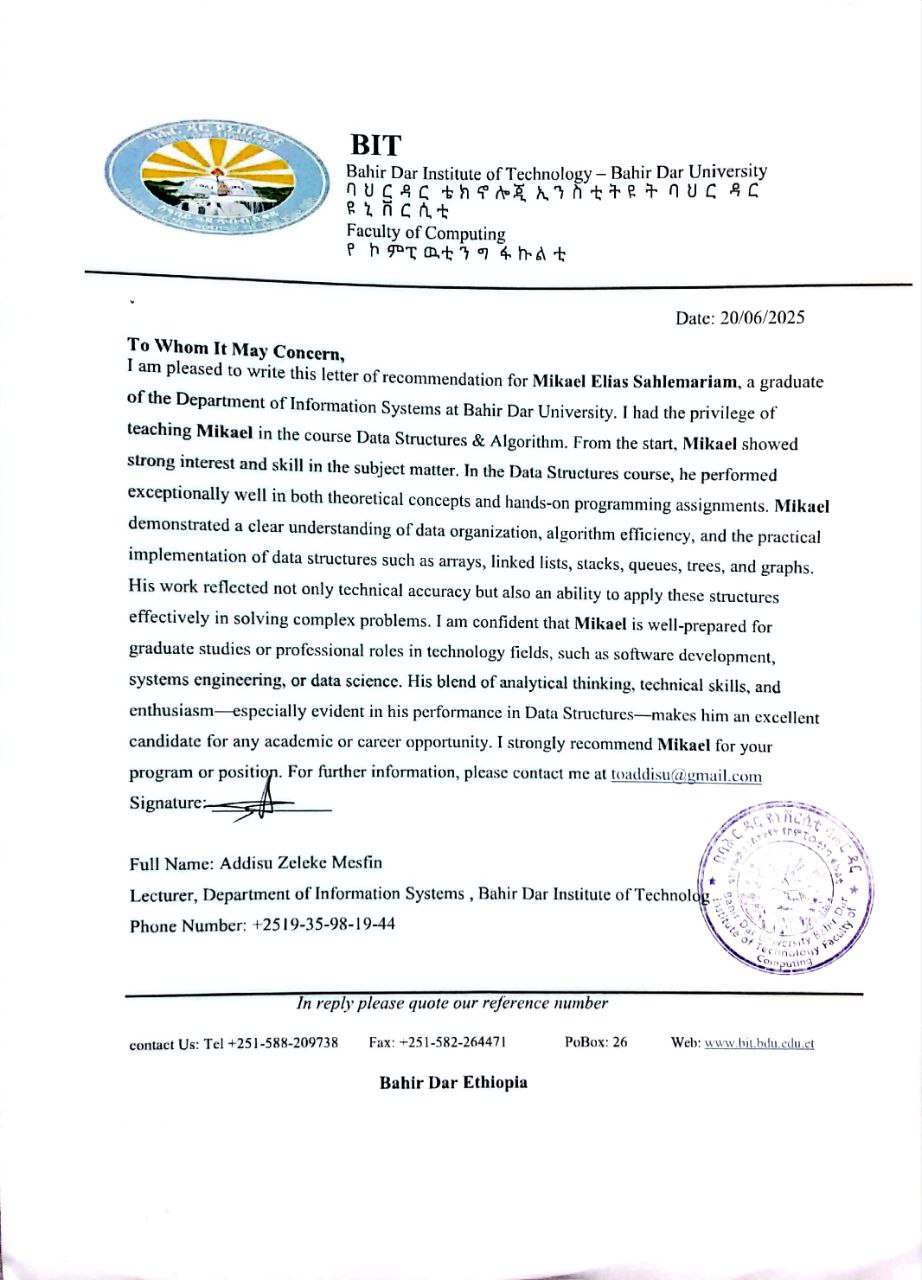 BIT
Bahir Dar Institute of Technology – Bahir Dar University
ባ ህ ር ዳ ር ቴ ክ ኖ ሎ ጂ ኢ ን ስ ቲ ት ዩ ት ባ ህ ር ዳ ር
ዩ ኒ ቨ ር ሲ ቲ
Faculty of Computing
የ ኮ ምፒ ዉቲ ን ግ ፋ ኩ ል ቲ
Date: 20/06/2025
To Whom It May Concern,
I am pleased to write this letter of recommendation for Mikael Elias Sahlemariam, a graduate
of the Department of Information Systems at Bahir Dar University. I had the privilege of
teaching Mikael in the course Data Structures & Algorithm. From the start, Mikael showed
strong interest and skill in the subject matter. In the Data Structures course, he performed
exceptionally well in both theoretical concepts and hands-on programming assignments. Mikael
demonstrated a clear understanding of data organization, algorithm efficiency, and the practical
implementation of data structures such as arrays, linked lists, stacks, queues, trees, and graphs.
His work reflected not only technical accuracy but also an ability to apply these structures
effectively in solving complex problems. I am confident that Mikael is well-prepared for
graduate studies or professional roles in technology fields, such as software development,
systems engineering, or data science. His blend of analytical thinking, technical skills, and
enthusiasm—especially evident in his performance in Data Structures—makes him an excellent
candidate for any academic or career opportunity. I strongly recommend Mikael for your
program or position. For further information, please contact me at toaddisu@gmail.com
Signature:
Full Name: Addisu Zeleke Mesfin
Lecturer, Department of Information Systems , Bahir Dar Institute of Technolog
Phone Number: +2519-35-98-19-44
Bahir Dar University Bahir Dar
Institute of Technology Faculty of
Computing
In reply please quote our reference number
contact Us: Tel +251-588-209738 Fax: +251-582-264471 PoBox: 26 Web: www.bit.bdu.edu.et
Bahir Dar Ethiopia